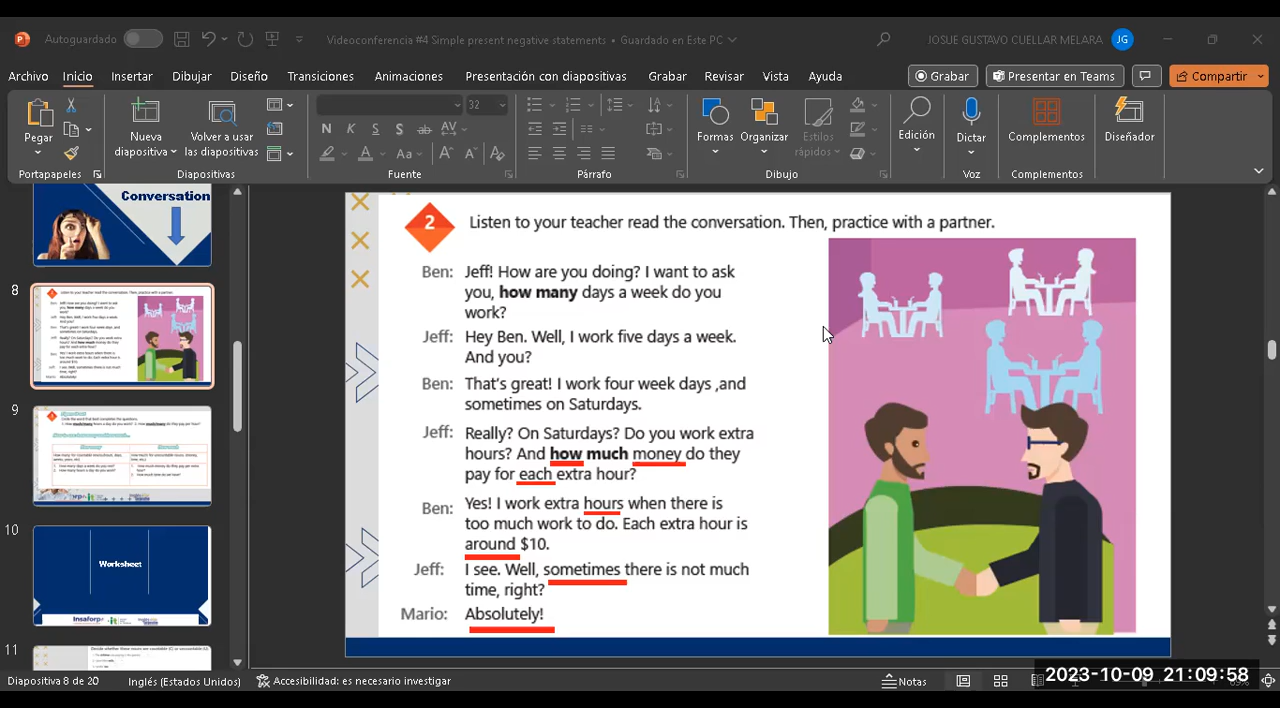 Autoguardado
Videoconferencia #4 Simple present negative statements • Guardado en Este PC
JOSUE GUSTAVO CUELLAR MELARA
JG
Archivo Inicio Insertar Dibujar Diseño Transiciones Animaciones Presentación con diapositivas Grabar Revisar Vista Ayuda
Grabar
Presentar en Teams
Compartir
Pegar
Nueva diapositiva
Volver a usar las diapositivas
32
N K S S ab AV
A Aa A A
Formas
Organizar
Estilos rápidos
Edición
Dictar
Complementos
Diseñador
Portapapeles
Diapositivas
Fuente
Párrafo
Dibujo
Voz
Complementos
Conversation
8
9
10
Worksheet
Insaforp
11
2
Listen to your teacher read the conversation. Then, practice with a partner.
Ben: Jeff! How are you doing? I want to ask
you, how many days a week do you
work?
Jeff: Hey Ben. Well, I work five days a week.
And you?
Ben: That's great! I work four week days ,and
sometimes on Saturdays.
Jeff: Really? On Saturdays? Do you work extra
hours? And how much money do they
pay for each extra hour?
Ben: Yes! I work extra hours when there is
too much work to do. Each extra hour is
around $10.
Jeff: I see. Well, sometimes there is not much
time, right?
Mario: Absolutely!
Diapositiva 8 de 20
Inglés (Estados Unidos)
Accesibilidad: es necesario investigar
Notas
2023-10-09 21:09:58